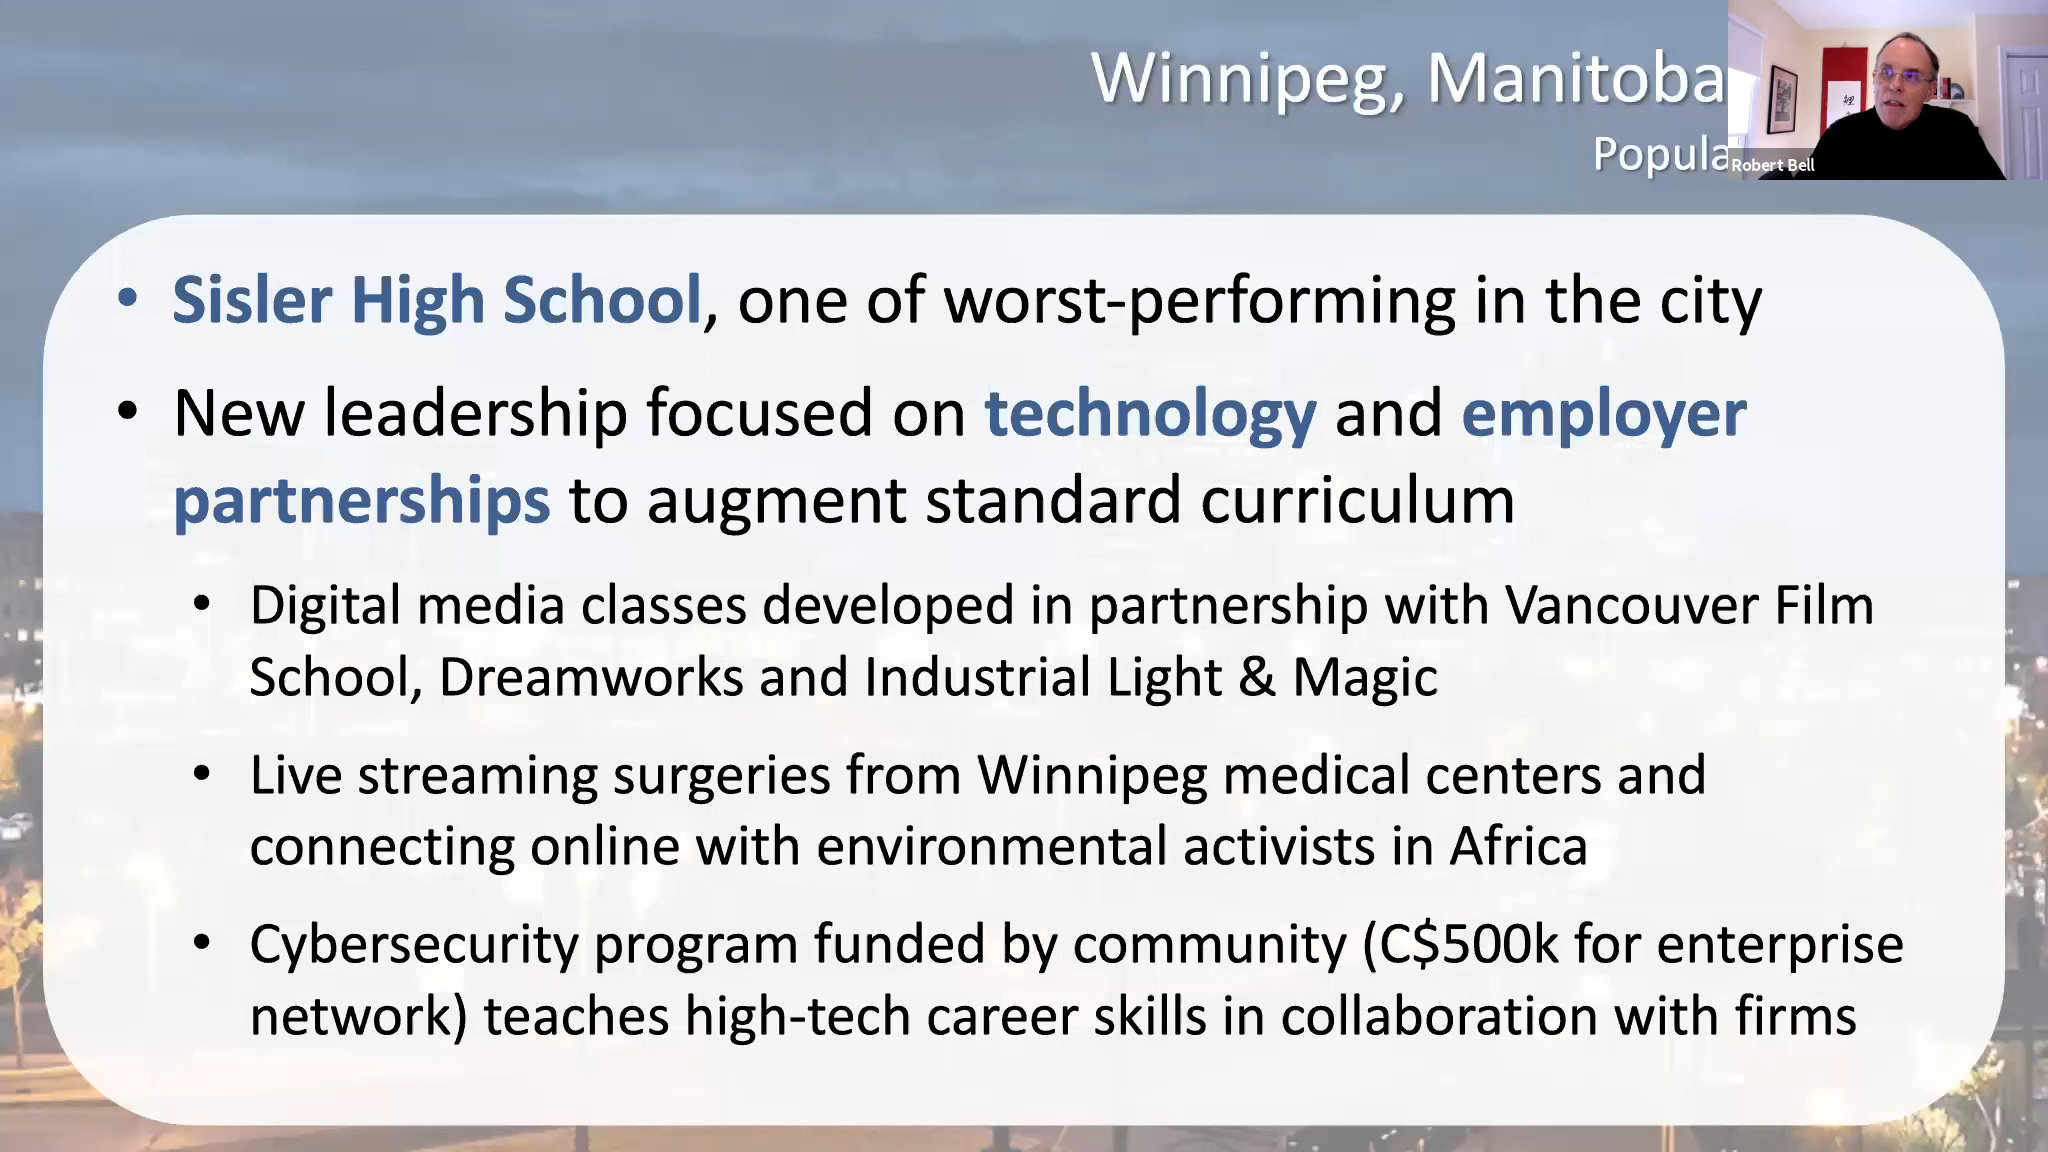 Winnipeg, Manitoba
Robert Bell
• Sisler High School, one of worst-performing in the city
• New leadership focused on technology and employer
partnerships to augment standard curriculum
• Digital media classes developed in partnership with Vancouver Film
School, Dreamworks and Industrial Light & Magic
• Live streaming surgeries from Winnipeg medical centers and
connecting online with environmental activists in Africa
• Cybersecurity program funded by community (C$500k for enterprise
network) teaches high-tech career skills in collaboration with firms